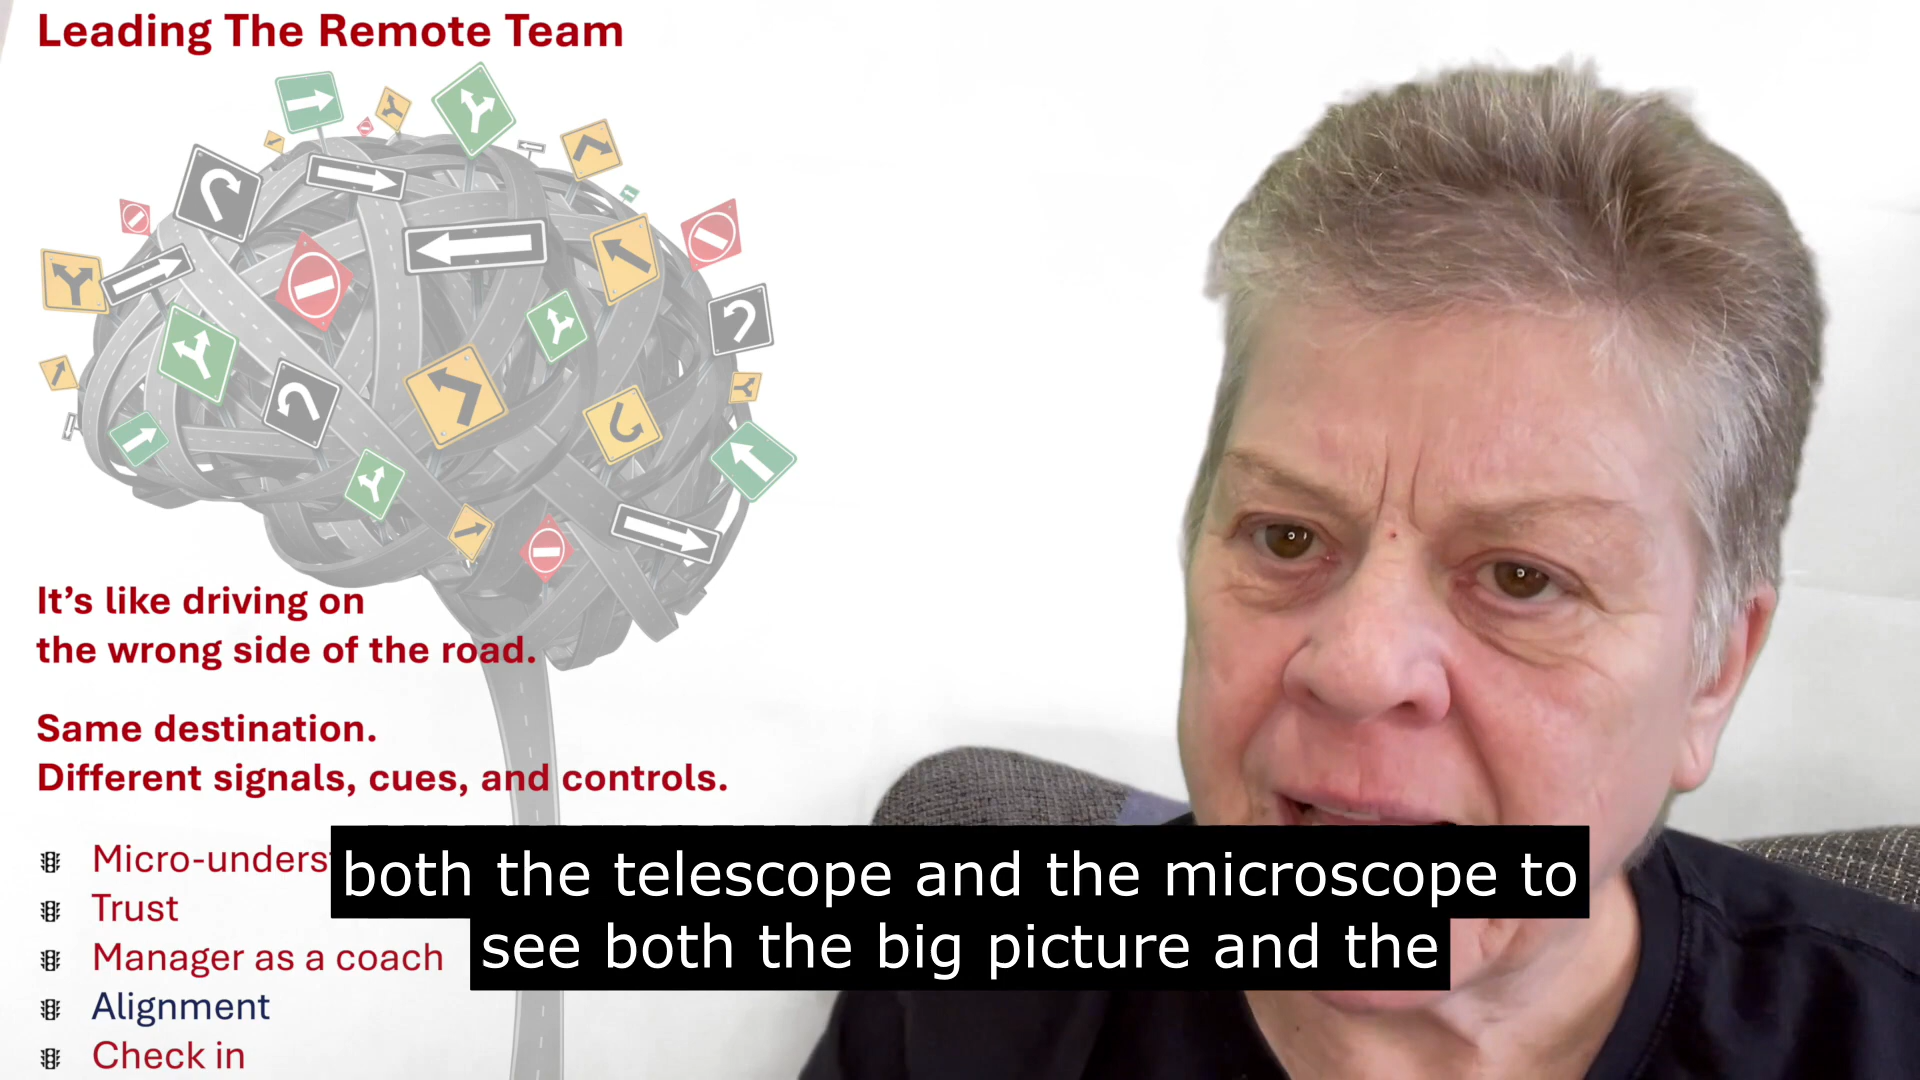 Leading The Remote Team
It's like driving on
the wrong side of the road.
Same destination.
Different signals, cues, and controls.
Trust
Manager as a coach
Alignment
Check in
both the telescope and the microscope to
see both the big picture and the